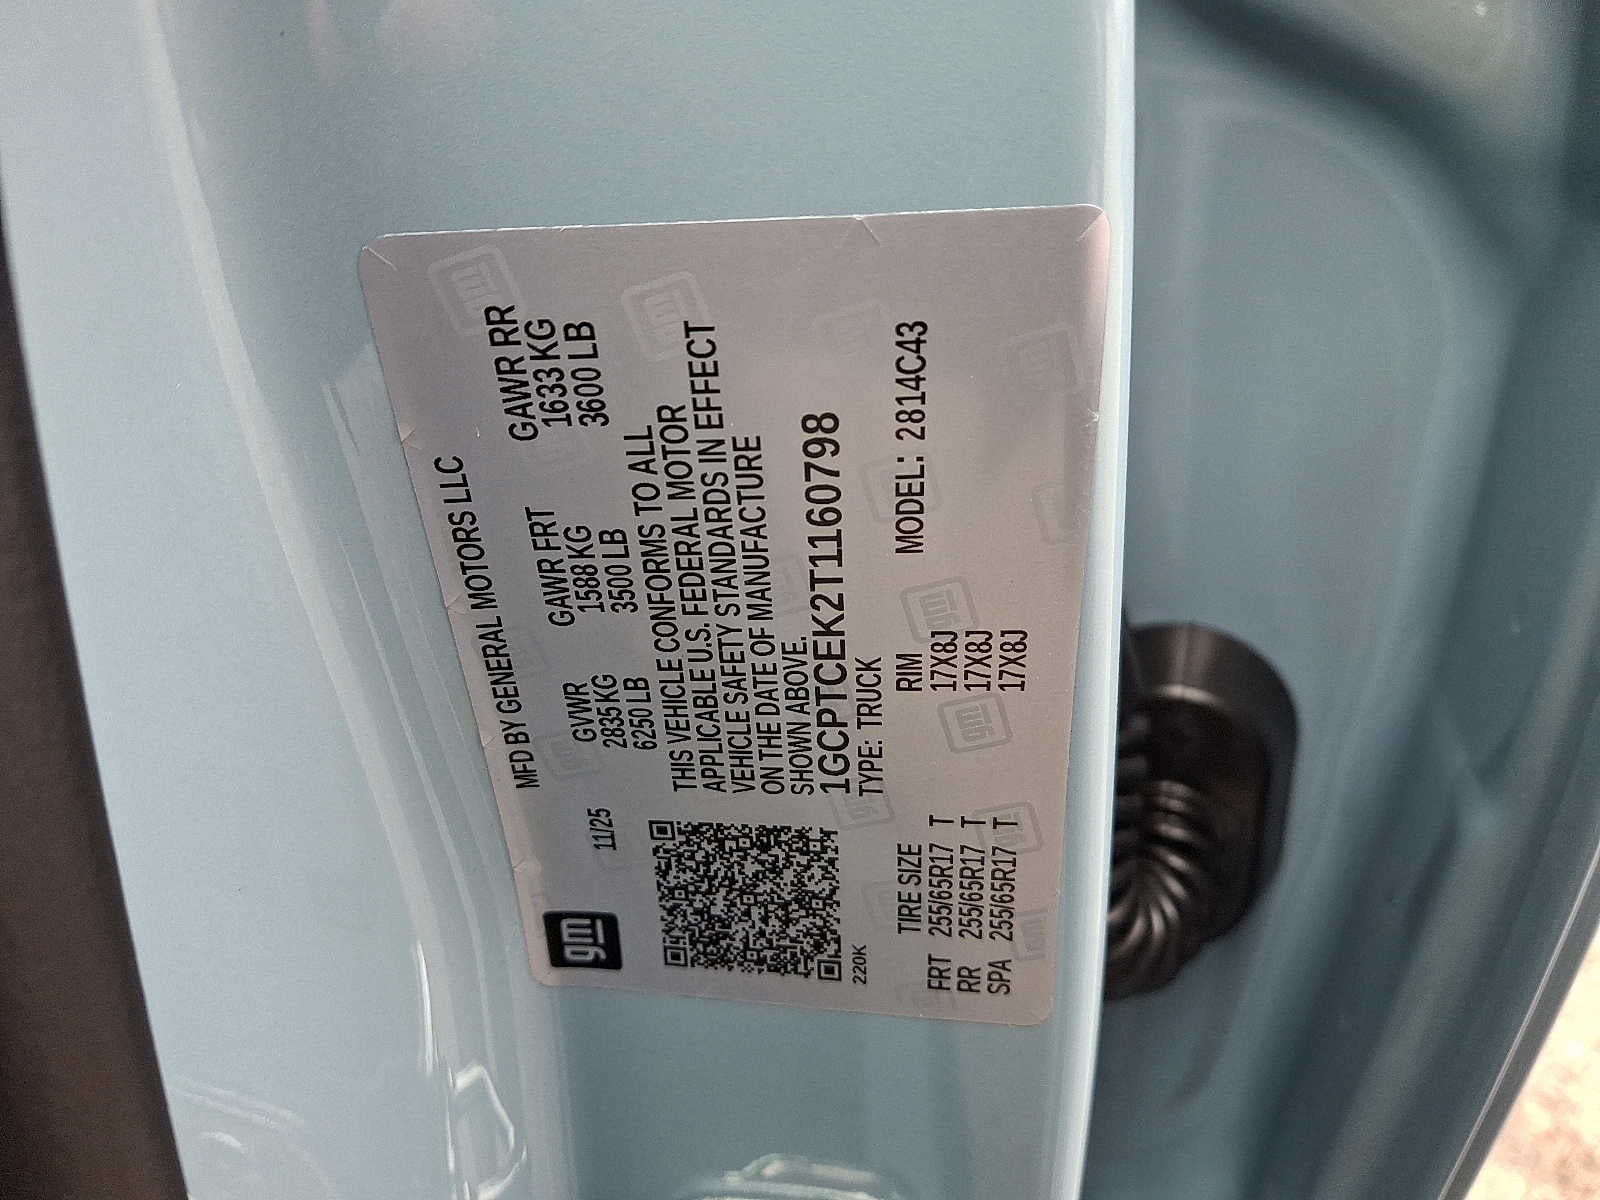 gm
11/25
MFD BY GENERAL MOTORS LLC
GVWR GAWR FRT GAWR RR
2835 KG 1588 KG 1633 KG
6250 LB 3500 LB 3600 LB
THIS VEHICLE CONFORMS TO ALL
APPLICABLE U.S. FEDERAL MOTOR
VEHICLE SAFETY STANDARDS IN EFFECT
ON THE DATE OF MANUFACTURE
SHOWN ABOVE.
1GCPTCEK2T1160798
TYPE: TRUCK
220K
MODEL: 2814C43
TIRE SIZE RIM
FRT 255/65R17 T 17X8J
RR 255/65R17 T 17X8J
SPA 255/65R17 T 17X8J